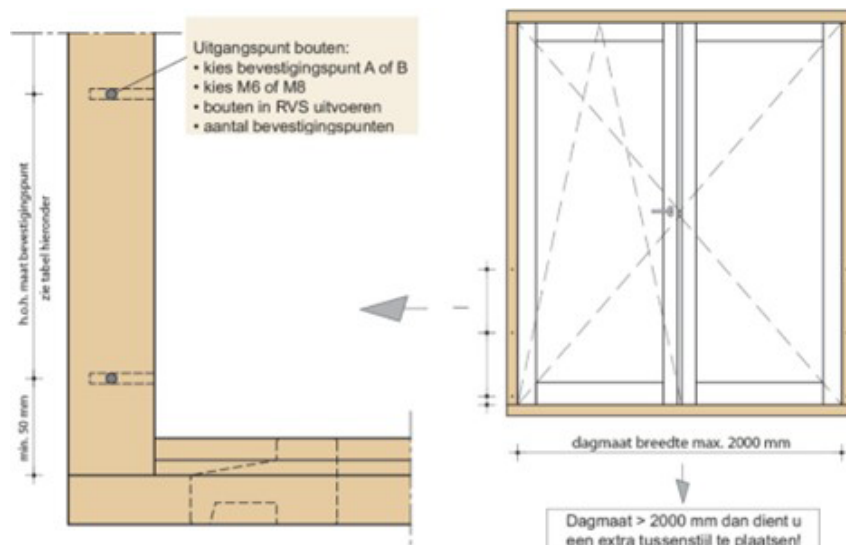 Uitgangspunt bouten:
• kies bevestigingspunt A of B
• kies M6 of M8
• bouten in RVS uitvoeren
• aantal bevestigingspunten
h.o.h. maat bevestigingspunt
zie tabel hieronder
min. 50 mm
dagmaat breedte max. 2000 mm
Dagmaat > 2000 mm dan dient u
een extra tussenstijl te plaatsen!